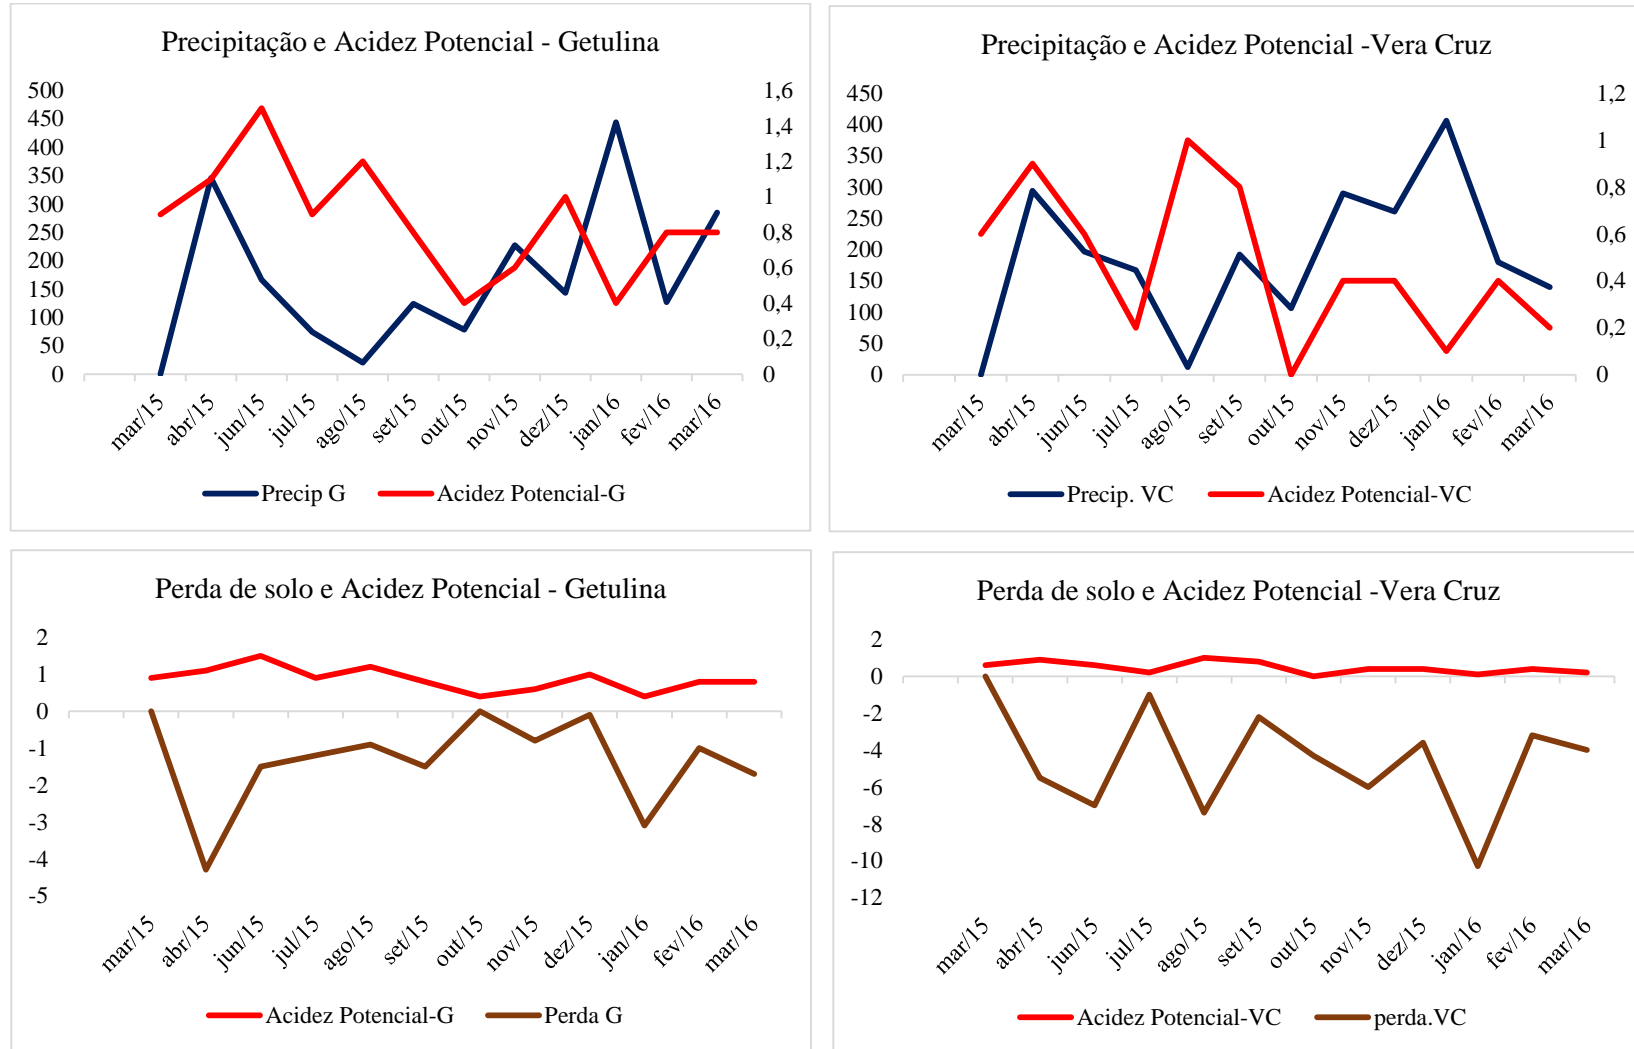 Precipitação e Acidez Potencial - Getulina
500
450
400
350
300
250
200
150
100
50
0
1,6
1,4
1,2
1
0,8
0,6
0,4
0,2
0
mar/15
abr/15
jun/15
jul/15
ago/15
set/15
out/15
nov/15
dez/15
jan/16
fev/16
mar/16
Precip G
Acidez Potencial-G
Precipitação e Acidez Potencial -Vera Cruz
450
400
350
300
250
200
150
100
50
0
1,2
1
0,8
0,6
0,4
0,2
0
mar/15
abr/15
jun/15
jul/15
ago/15
set/15
out/15
nov/15
dez/15
jan/16
fev/16
mar/16
Precip. VC
Acidez Potencial-VC
Perda de solo e Acidez Potencial - Getulina
2
1
0
-1
-2
-3
-4
-5
mar/15
abr/15
jun/15
jul/15
ago/15
set/15
out/15
nov/15
dez/15
jan/16
fev/16
mar/16
Acidez Potencial-G
Perda G
Perda de solo e Acidez Potencial -Vera Cruz
2
0
-2
-4
-6
-8
-10
-12
mar/15
abr/15
jun/15
jul/15
ago/15
set/15
out/15
nov/15
dez/15
jan/16
fev/16
mar/16
Acidez Potencial-VC
perda.VC